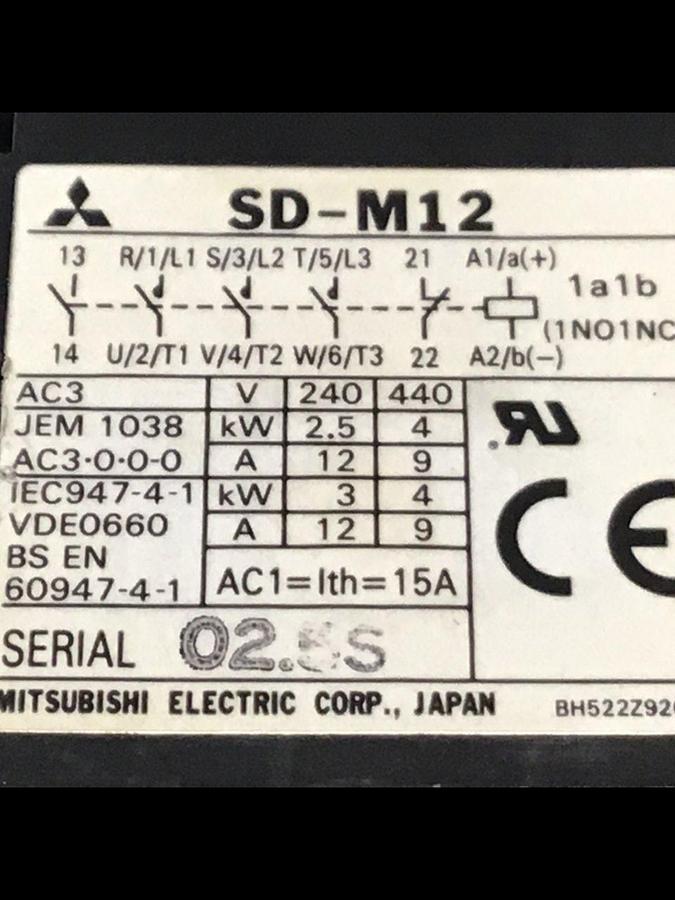 SD-M12
13 R/1/L1 S/3/L2 T/5/L3 21 A1/a(+)
1a1b
(1NO1NC
14 U/2/T1 V/4/T2 W/6/T3 22 A2/b(-)
AC3 V 240 440
JEM 1038 kW 2.5 4
AC3·0·0·0 A 12 9
IEC947-4-1 kW 3 4
VDE0660 A 12 9
BS EN
60947-4-1 AC1=Ith=15A
CE
SERIAL
MITSUBISHI ELECTRIC CORP., JAPAN BH522Z92